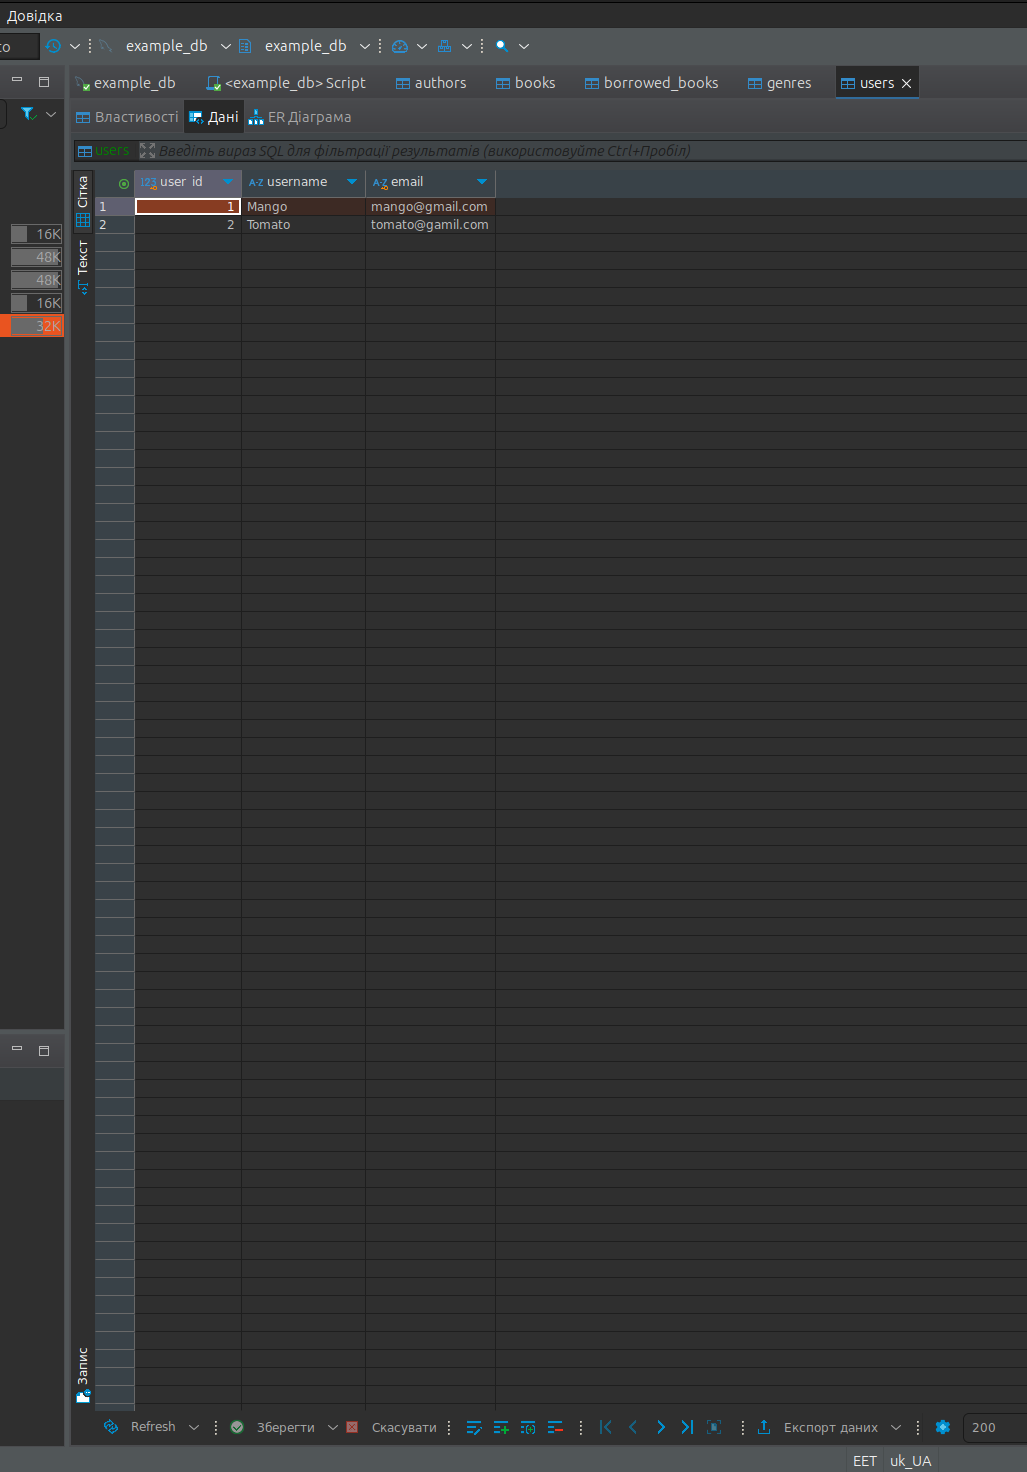 Довідка
to
example_db example_db
example_db <example_db> Script authors books borrowed_books genres users
Властивості Дані ER Діаграма
users Введіть вираз SQL для фільтрації результатів (використовуйте Ctrl+Пробіл)
Сітка
Текст
Запис
123 user_id A-Z username A-Z email
1 1 Mango mango@gmail.com
2 2 Tomato tomato@gamil.com
16K
48K
48K
16K
32K
Refresh Зберегти Скасувати Експорт даних 200
EET uk_UA